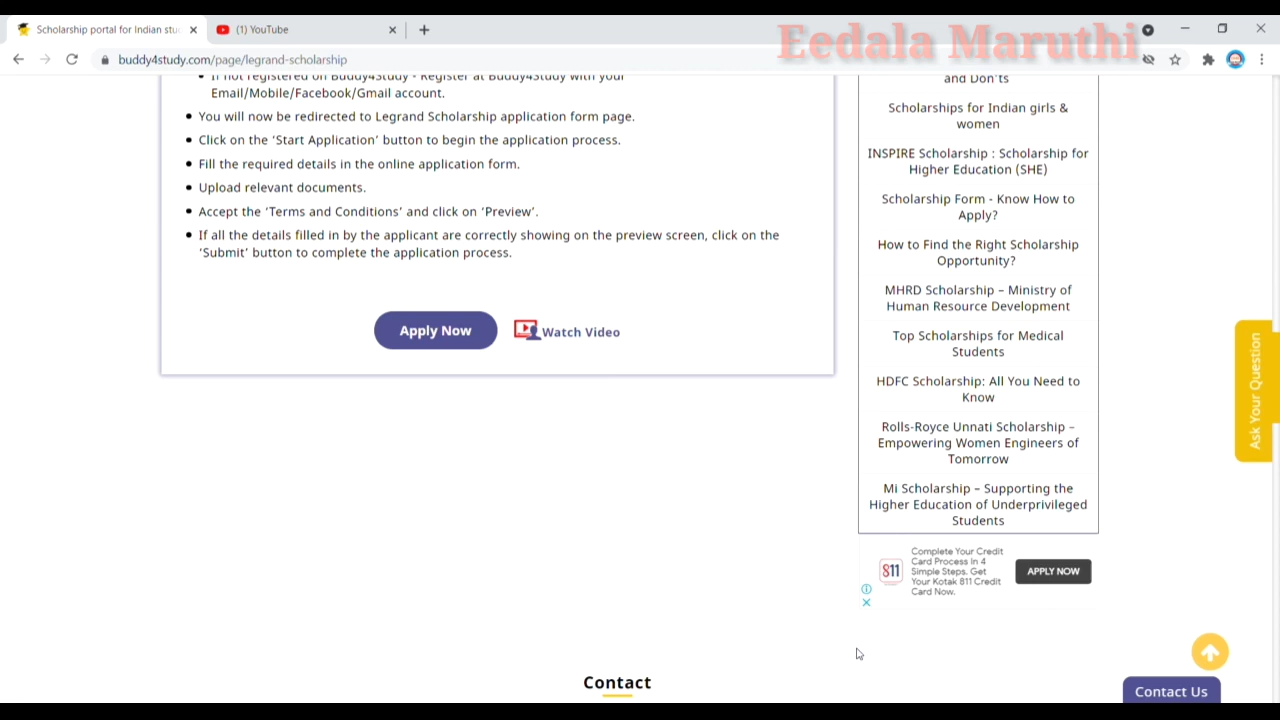 Scholarship portal for Indian stu
(1) YouTube
Eedala Maruthi
buddy4study.com/page/legrand-scholarship
If not registered on Buddy4Study - Register at Buddy4Study with your
Email/Mobile/Facebook/Gmail account.
You will now be redirected to Legrand Scholarship application form page.
Click on the ‘Start Application’ button to begin the application process.
Fill the required details in the online application form.
Upload relevant documents.
Accept the ‘Terms and Conditions’ and click on ‘Preview’.
If all the details filled in by the applicant are correctly showing on the preview screen, click on the
‘Submit’ button to complete the application process.
Apply Now
Watch Video
and Don'ts
Scholarships for Indian girls &
women
INSPIRE Scholarship : Scholarship for
Higher Education (SHE)
Scholarship Form - Know How to
Apply?
How to Find the Right Scholarship
Opportunity?
MHRD Scholarship – Ministry of
Human Resource Development
Top Scholarships for Medical
Students
HDFC Scholarship: All You Need to
Know
Rolls-Royce Unnati Scholarship –
Empowering Women Engineers of
Tomorrow
Mi Scholarship – Supporting the
Higher Education of Underprivileged
Students
811
Complete Your Credit
Card Process In 4
Simple Steps. Get
Your Kotak 811 Credit
Card Now.
APPLY NOW
Ask Your Question
Contact
Contact Us